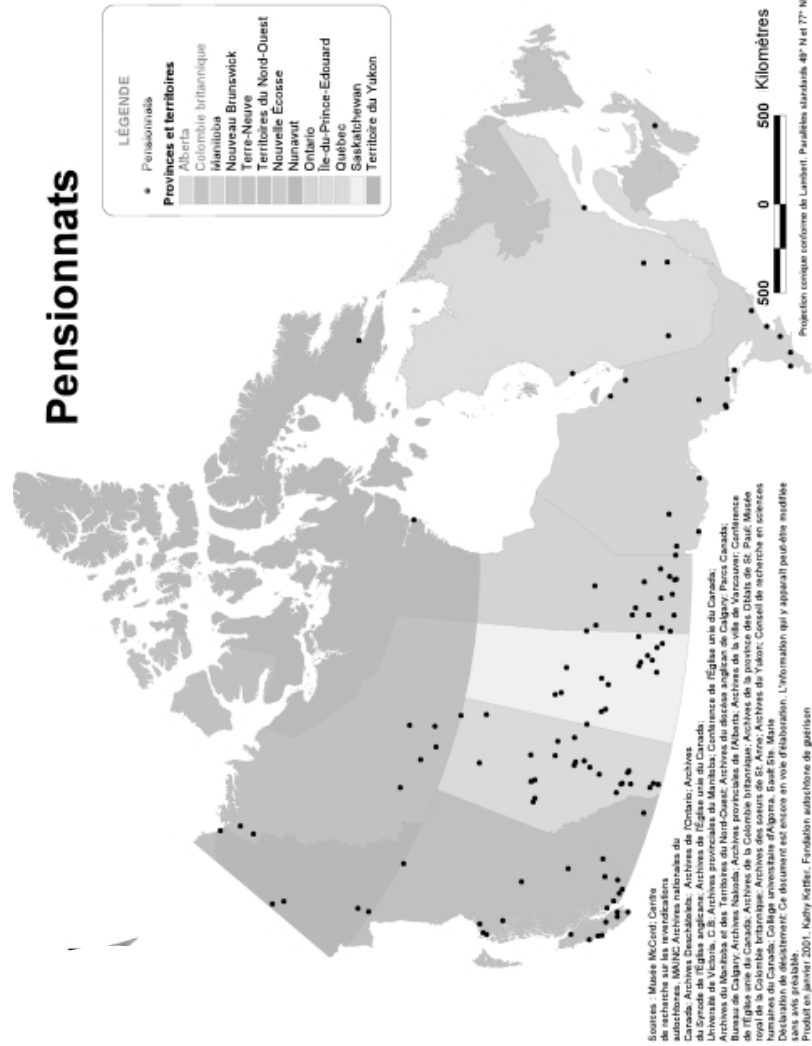 Pensionnats
LÉGENDE
Pensionnais
Provinces et territoires
Alberta
Colombie britannique
Manitoba
Nouveau Brunswick
Terre-Neuve
Territoires du Nord-Ouest
Nouvelle Écosse
Nunavut
Ontario
Île-du-Prince-Edouard
Québec
Saskatchewan
Territoire du Yukon
500 0 500 Kilomètres
Projection conique conforme de Lambert. Parallèles standards 49° N et 77° N
Sources : Musée McCord; Centre
de recherche sur les revendications
autochtones, MAINC Archives nationales du
Canada; Archives Deschâtelets; Archives de l'Ontario; Archives
du Synode de l'Église anglicane; Archives de l'Église unie du Canada;
Université de Victoria, C.B; Archives provinciales du Manitoba; Conférence de l'Église unie du Canada;
Archives du Manitoba et des Territoires du Nord-Ouest; Archives du diocèse anglican de Calgary; Parcs Canada;
Bureau de Calgary; Archives Nakoda; Archives provinciales de l'Alberta; Archives de la ville de Vancouver; Conférence
de l'Église unie du Canada; Archives de la Colombie britannique; Archives de la province des Oblats de St. Paul; Musée
royal de la Colombie britannique; Archives des soeurs de St. Anne; Archives du Yukon; Conseil de recherche en sciences
humaines du Canada; Collège universitaire d'Algoma, Sault Ste. Marie
Déclaration de désistement: Ce document est encore en voie d'élaboration. L'information qui y apparaît peut-être modifiée
sans avis préalable.
Produit en janvier 2001, Kathy Kettler, Fondation autochtone de guérison